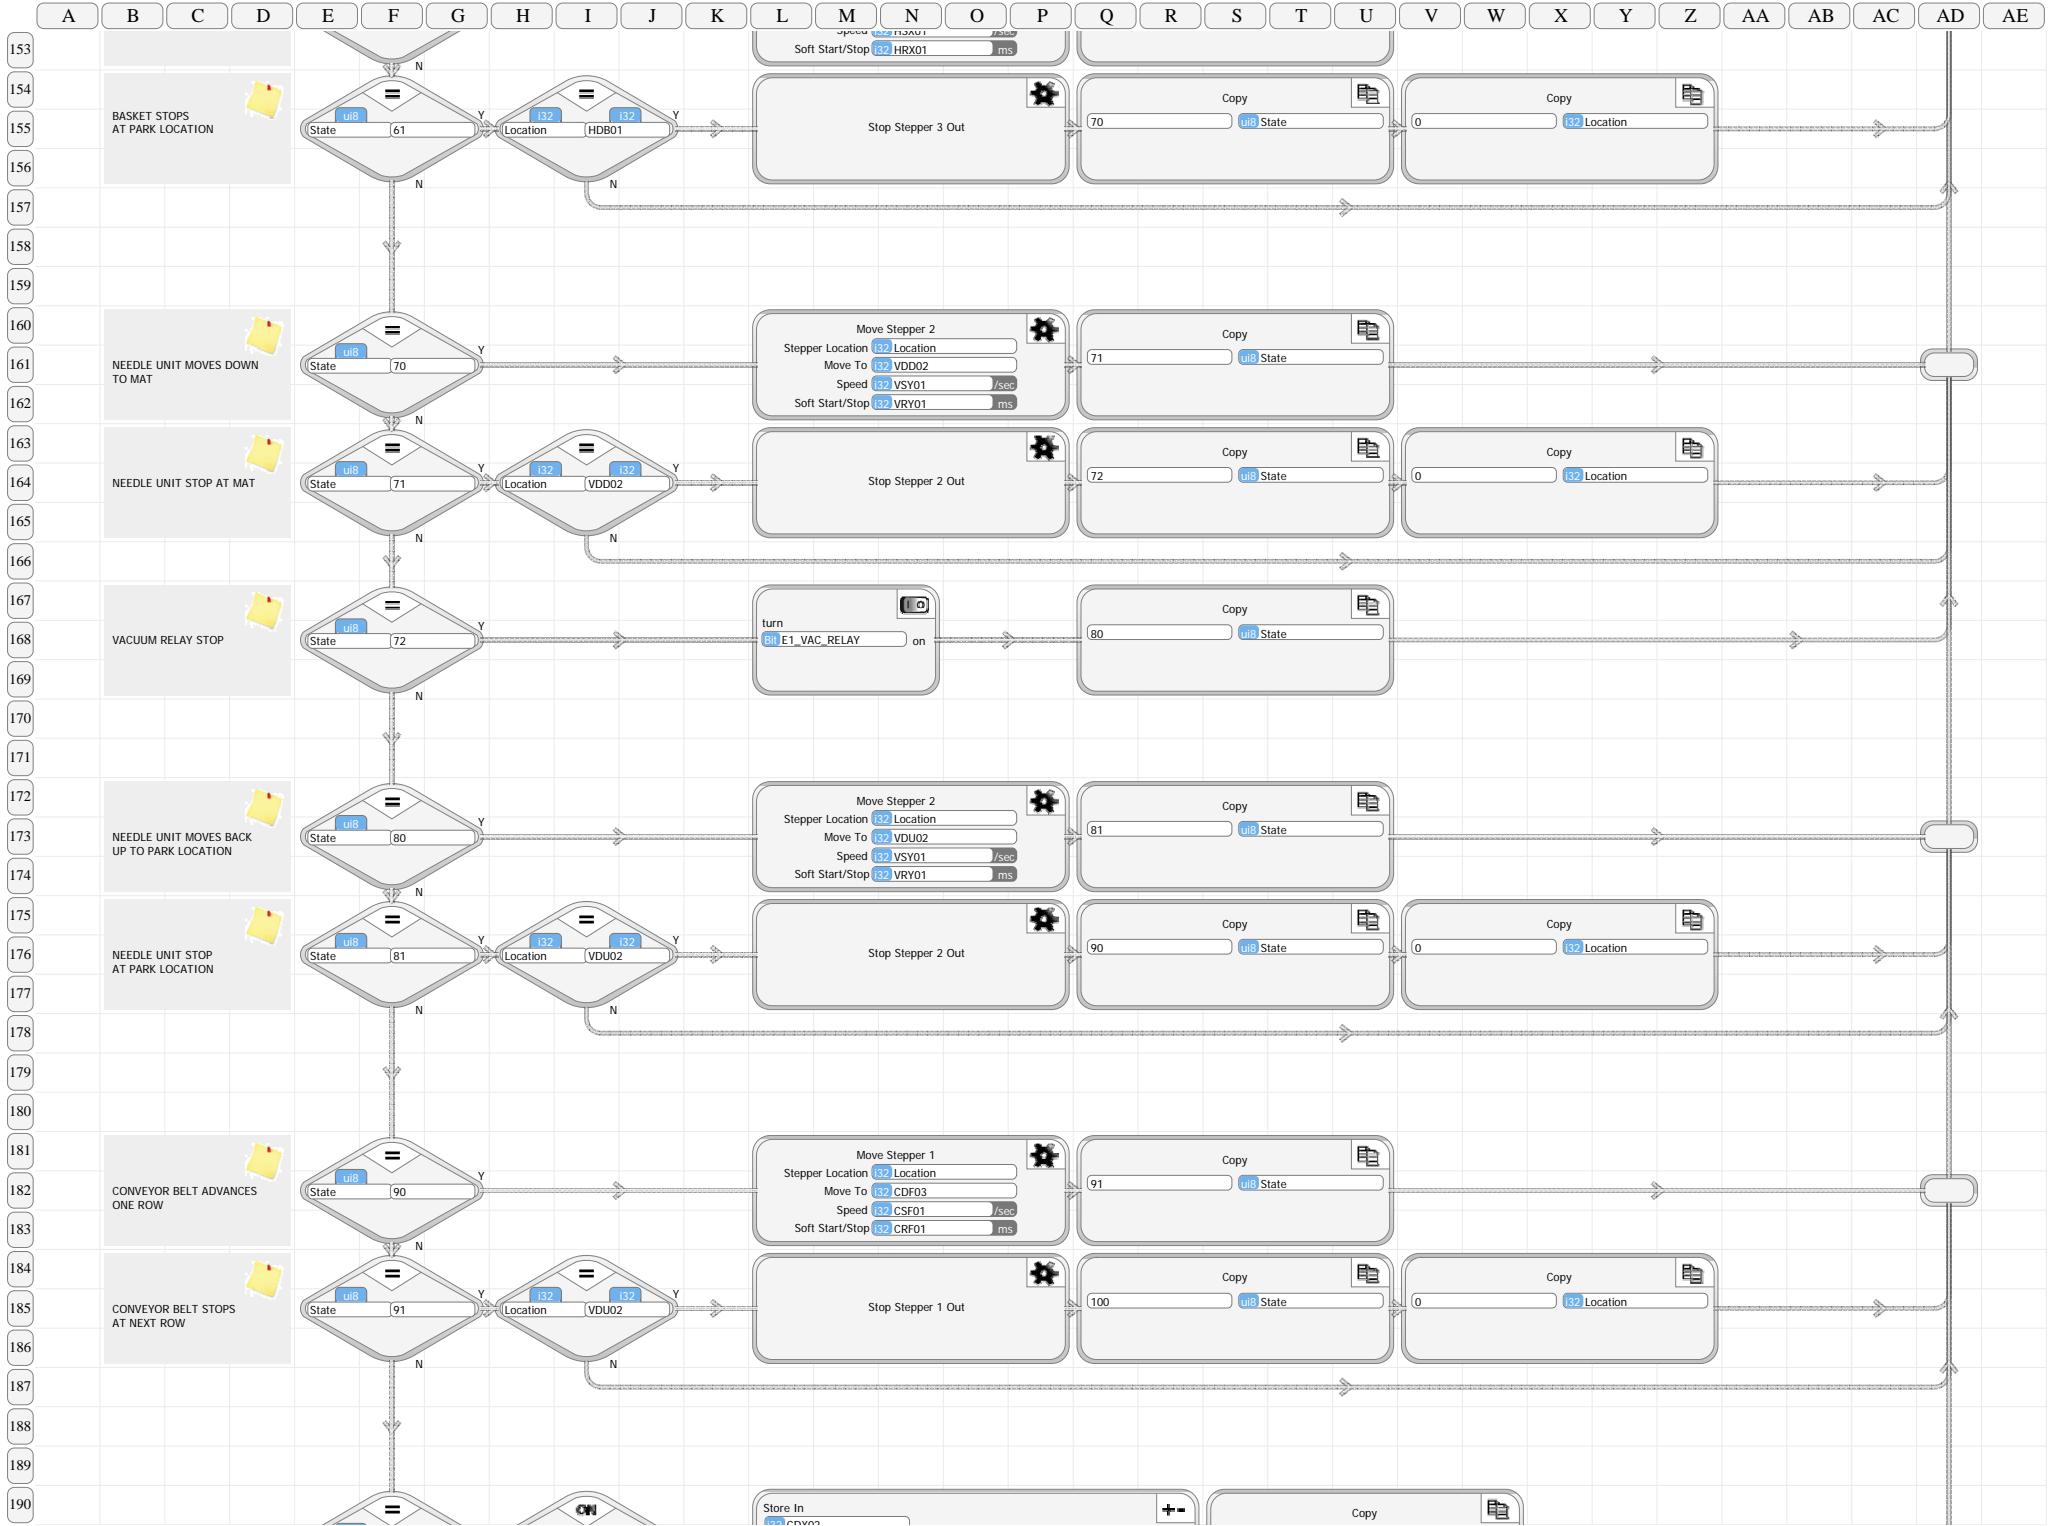 A B C D E F G H I J K L M N O P Q R S T U V W X Y Z AA AB AC AD AE
153
Soft Start/Stop i32 HRX01 ms
N
154
155
156
BASKET STOPS
AT PARK LOCATION
=
ui8
State 61
Y
N
=
i32 i32
Location HDB01
Y
N
Stop Stepper 3 Out
Copy
70 ui8 State
Copy
0 i32 Location
157
158
159
160
161
162
NEEDLE UNIT MOVES DOWN
TO MAT
=
ui8
State 70
Y
N
Move Stepper 2
Stepper Location i32 Location
Move To i32 VDD02
Speed i32 VSY01 /sec
Soft Start/Stop i32 VRY01 ms
Copy
71 ui8 State
163
164
165
NEEDLE UNIT STOP AT MAT
=
ui8
State 71
Y
N
=
i32 i32
Location VDD02
Y
N
Stop Stepper 2 Out
Copy
72 ui8 State
Copy
0 i32 Location
166
167
168
169
VACUUM RELAY STOP
=
ui8
State 72
Y
N
turn
Bit E1_VAC_RELAY on
Copy
80 ui8 State
170
171
172
173
174
NEEDLE UNIT MOVES BACK
UP TO PARK LOCATION
=
ui8
State 80
Y
N
Move Stepper 2
Stepper Location i32 Location
Move To i32 VDU02
Speed i32 VSY01 /sec
Soft Start/Stop i32 VRY01 ms
Copy
81 ui8 State
175
176
177
NEEDLE UNIT STOP
AT PARK LOCATION
=
ui8
State 81
Y
N
=
i32 i32
Location VDU02
Y
N
Stop Stepper 2 Out
Copy
90 ui8 State
Copy
0 i32 Location
178
179
180
181
182
183
CONVEYOR BELT ADVANCES
ONE ROW
=
ui8
State 90
Y
N
Move Stepper 1
Stepper Location i32 Location
Move To i32 CDF03
Speed i32 CSF01 /sec
Soft Start/Stop i32 CRF01 ms
Copy
91 ui8 State
184
185
186
CONVEYOR BELT STOPS
AT NEXT ROW
=
ui8
State 91
Y
N
=
i32 i32
Location VDU02
Y
N
Stop Stepper 1 Out
Copy
100 ui8 State
Copy
0 i32 Location
187
188
189
190
=
ON
Store In
+-
Copy